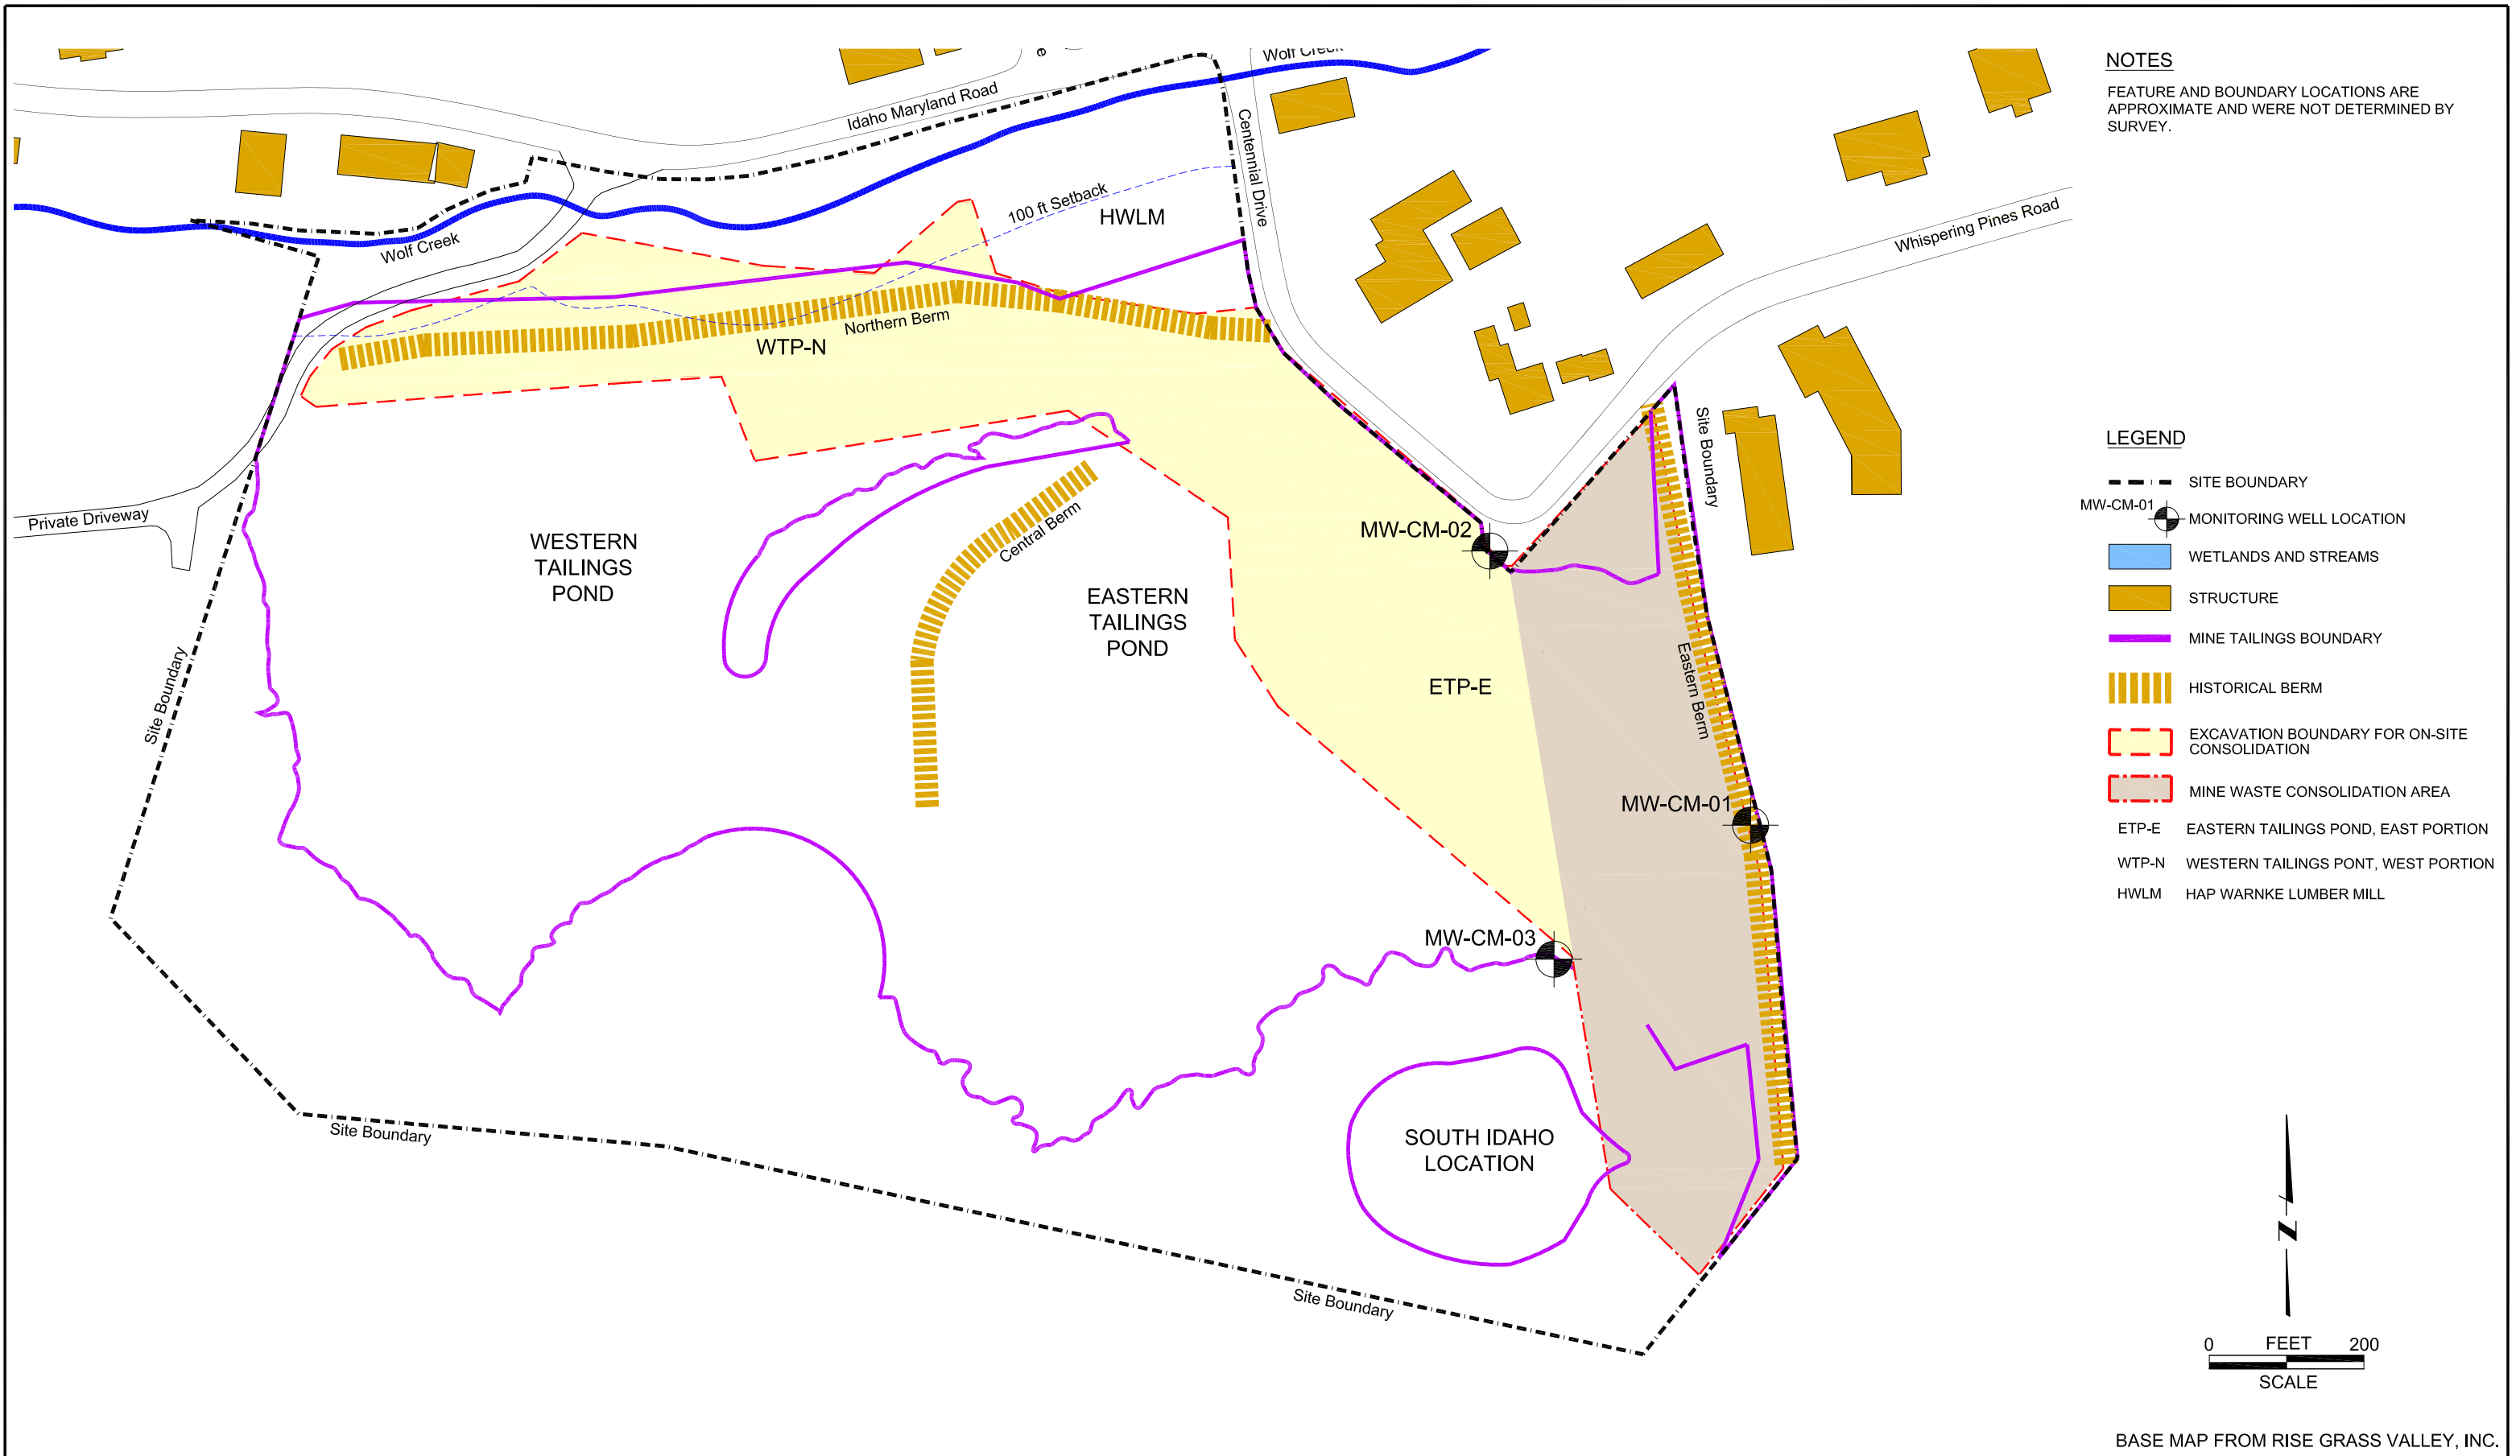 Wolf Creek
Idaho Maryland Road
Centennial Drive
100 ft Setback
HWLM
Wolf Creek
Whispering Pines Road
Northern Berm
WTP-N
Site Boundary
Private Driveway
WESTERN
TAILINGS
POND
Central Berm
MW-CM-02
EASTERN
TAILINGS
POND
ETP-E
Eastern Berm
Site Boundary
MW-CM-01
MW-CM-03
SOUTH IDAHO
LOCATION
Site Boundary
Site Boundary
NOTES
FEATURE AND BOUNDARY LOCATIONS ARE
APPROXIMATE AND WERE NOT DETERMINED BY
SURVEY.
LEGEND
SITE BOUNDARY
MW-CM-01
MONITORING WELL LOCATION
WETLANDS AND STREAMS
STRUCTURE
MINE TAILINGS BOUNDARY
HISTORICAL BERM
EXCAVATION BOUNDARY FOR ON-SITE
CONSOLIDATION
MINE WASTE CONSOLIDATION AREA
ETP-E EASTERN TAILINGS POND, EAST PORTION
WTP-N WESTERN TAILINGS PONT, WEST PORTION
HWLM HAP WARNKE LUMBER MILL
N
0 FEET 200
SCALE
BASE MAP FROM RISE GRASS VALLEY, INC.